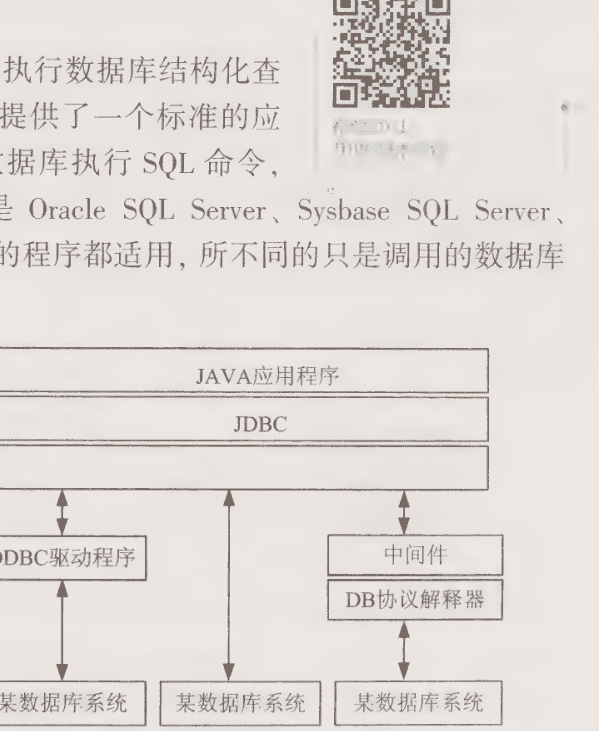 执行数据库结构化查
提供了一个标准的应
据库执行 SQL 命令,
是 Oracle SQL Server、Sysbase SQL Server、
的程序都适用, 所不同的只是调用的数据库
JAVA应用程序
JDBC
DBC驱动程序
中间件
DB协议解释器
某数据库系统
某数据库系统
某数据库系统